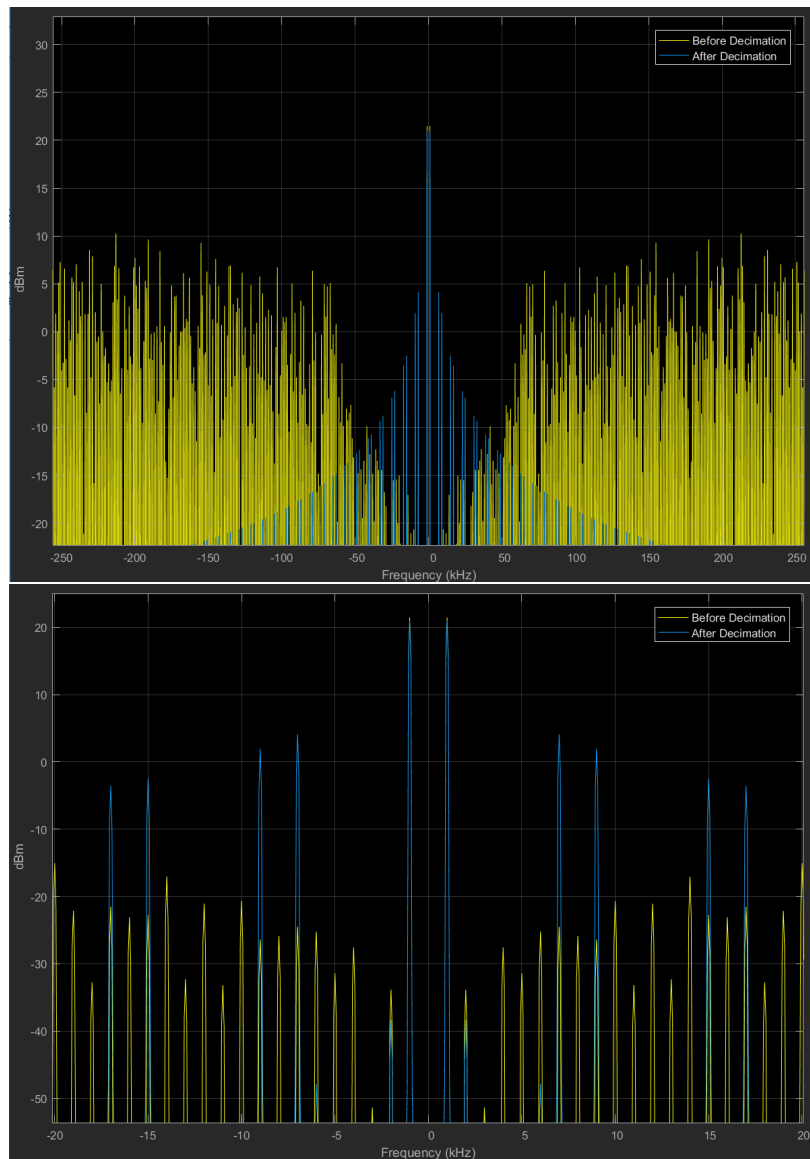 30
25
20
15
10
5
0
-5
-10
-15
-20
dBm
Before Decimation
After Decimation
-250 -200 -150 -100 -50 0 50 100 150 200 250
Frequency (kHz)
20
10
0
-10
-20
-30
-40
-50
dBm
Before Decimation
After Decimation
-20 -15 -10 -5 0 5 10 15 20
Frequency (kHz)